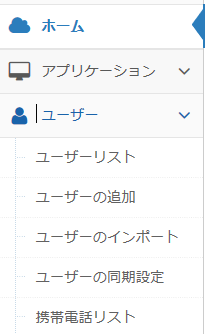 ホーム
アプリケーション
ユーザー
ユーザーリスト
ユーザーの追加
ユーザーのインポート
ユーザーの同期設定
携帯電話リスト